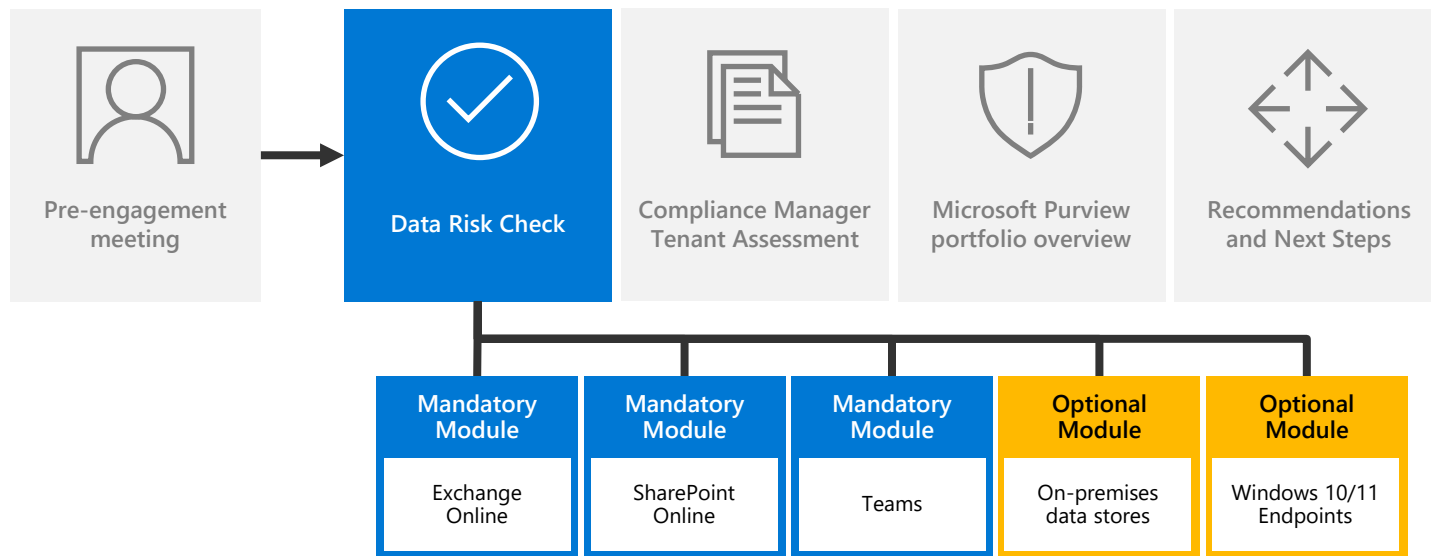 Pre-engagement
meeting
Data Risk Check
Compliance Manager
Tenant Assessment
Microsoft Purview
portfolio overview
Recommendations
and Next Steps
Mandatory
Module
Exchange
Online
Mandatory
Module
SharePoint
Online
Mandatory
Module
Teams
Optional
Module
On-premises
data stores
Optional
Module
Windows 10/11
Endpoints